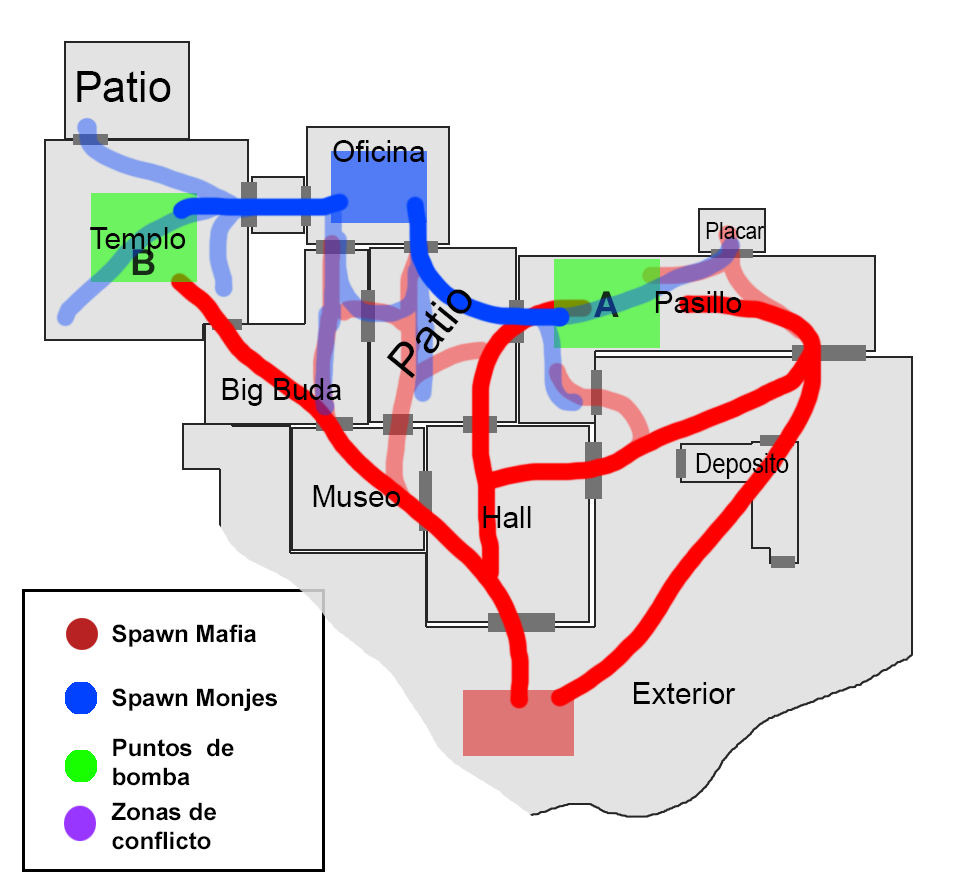 Patio
Oficina
Placar
Templo
B
A
Pasillo
Patio
Big Buda
Museo
Hall
Deposito
Exterior
Spawn Mafia
Spawn Monjes
Puntos de
bomba
Zonas de
conflicto